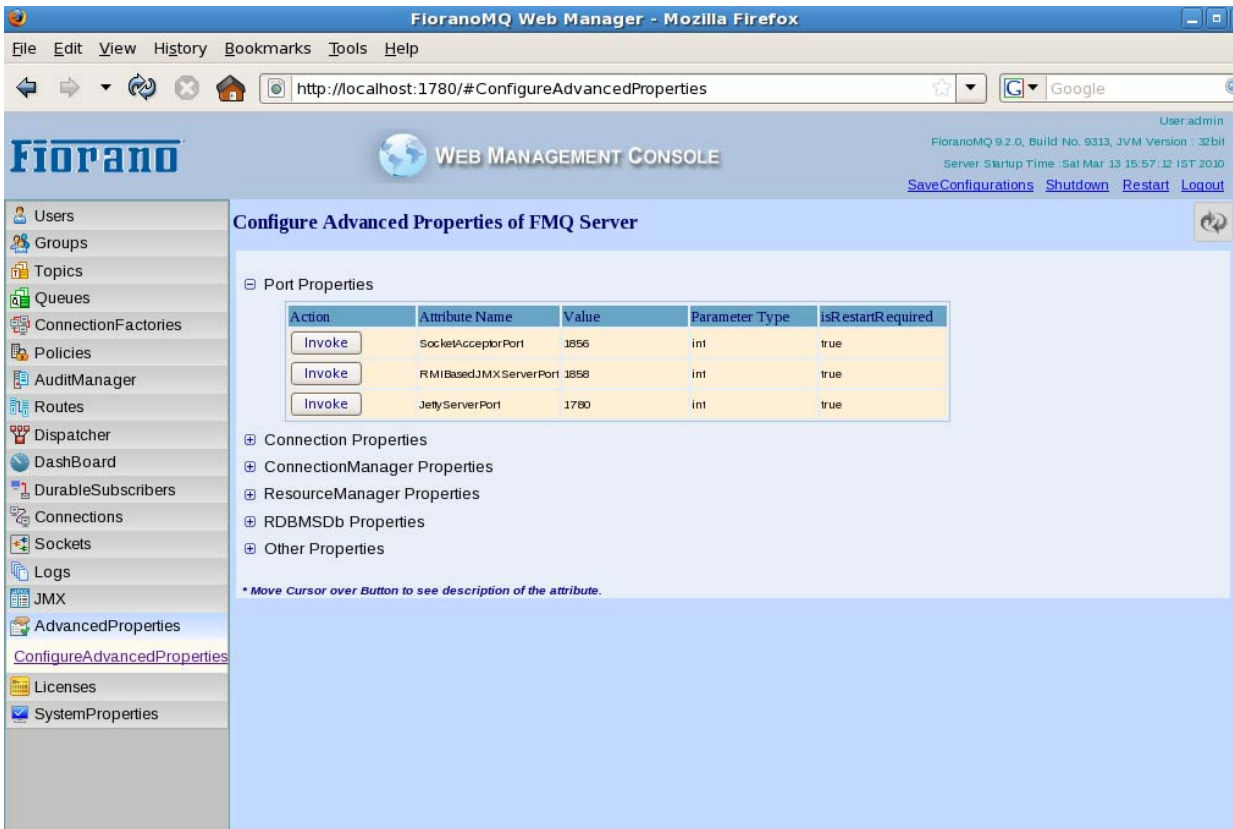 FioranoMQ Web Manager - Mozilla Firefox
File Edit View History Bookmarks Tools Help
http://localhost:1780/#ConfigureAdvancedProperties
G Google
User:admin
Fiorano
WEB MANAGEMENT CONSOLE
FioranoMQ 9.2.0, Build No. 9313, JVM Version : 32bit
Server Startup Time :Sat Mar 13 15:57:12 IST 2010
SaveConfigurations Shutdown Restart Logout
Users
Groups
Topics
Queues
ConnectionFactories
Policies
AuditManager
Routes
Dispatcher
DashBoard
DurableSubscribers
Connections
Sockets
Logs
JMX
AdvancedProperties
ConfigureAdvancedProperties
Licenses
SystemProperties
Configure Advanced Properties of FMQ Server
Port Properties
Action Attribute Name Value Parameter Type isRestartRequired
Invoke SocketAcceptorPort 1856 int true
Invoke RMIBasedJMXServerPort 1858 int true
Invoke JettyServerPort 1780 int true
Connection Properties
ConnectionManager Properties
ResourceManager Properties
RDBMSDb Properties
Other Properties
* Move Cursor over Button to see description of the attribute.